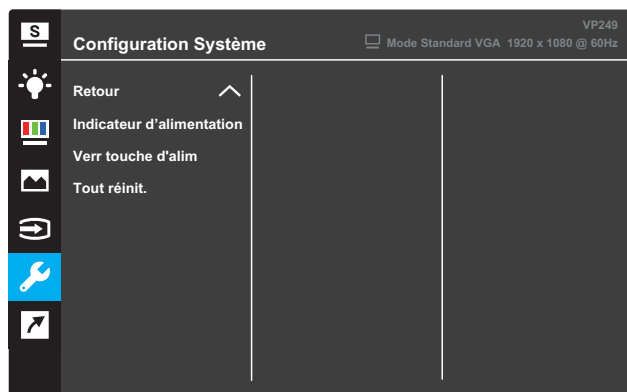 S
VP249
Configuration Système
Mode Standard VGA 1920 x 1080 @ 60Hz
Retour
Indicateur d’alimentation
Verr touche d'alim
Tout réinit.